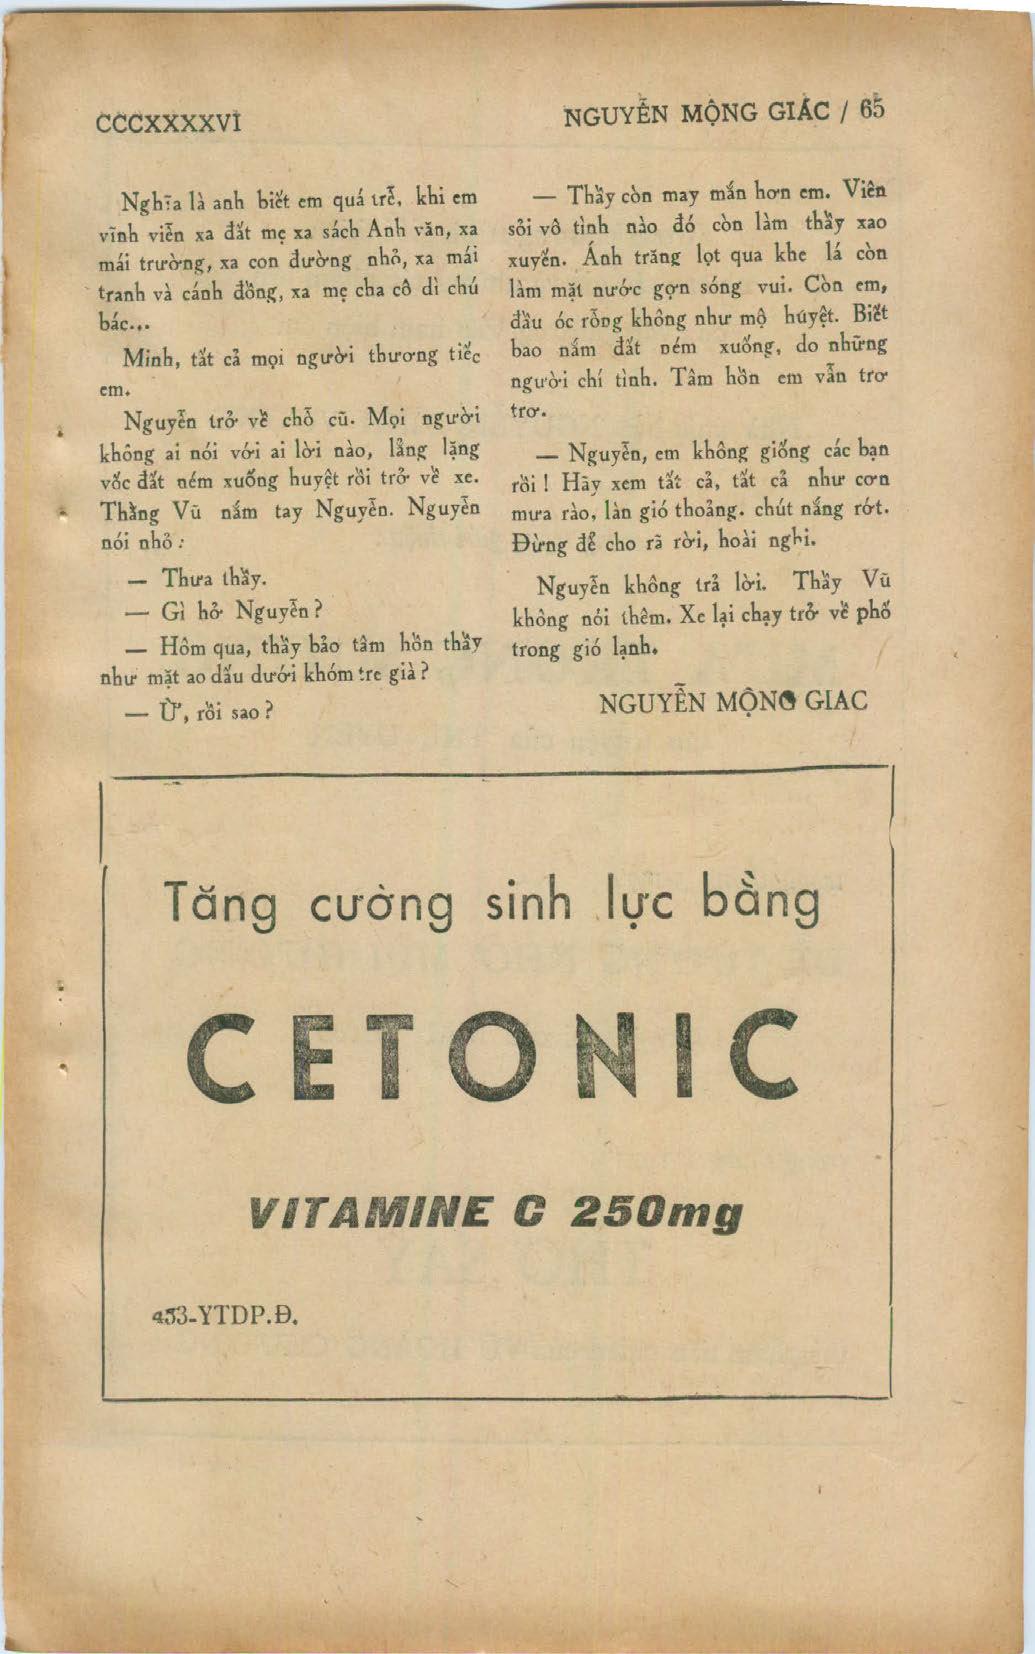 CCCXXXXVI
NGUYỄN MỘNG GIÁC / 65
Nghĩa là anh biết em quá trễ, khi em
vĩnh viễn xa đất mẹ xa sách Anh văn, xa
mái trường, xa con đường nhỏ, xa mái
tranh và cánh đồng, xa mẹ cha cô dì chú
bác...
Minh, tất cả mọi người thương tiếc
em.
Nguyễn trở về chỗ cũ. Mọi người
không ai nói với ai lời nào, lẳng lặng
vốc đất ném xuống huyệt rồi trở về xe.
Thằng Vũ nắm tay Nguyễn. Nguyễn
nói nhỏ :
— Thưa thầy.
— Gì hở Nguyễn ?
— Hôm qua, thầy bảo tâm hồn thầy
như mặt ao dấu dưới khóm tre già ?
— Ừ, rồi sao ?
— Thầy còn may mắn hơn em. Viên
sỏi vô tình nào đó còn làm thầy xao
xuyến. Ánh trăng lọt qua khe lá còn
làm mặt nước gợn sóng vui. Còn em,
đầu óc rỗng không như mộ húyệt. Biết
bao nắm đất ném xuống, do những
người chí tình. Tâm hồn em vẫn trơ
trơ.
— Nguyễn, em không giống các bạn
rồi ! Hãy xem tất cả, tất cả như cơn
mưa rào, làn gió thoảng. chút nắng rớt.
Đừng để cho rã rời, hoài nghi.
Nguyễn không trả lời. Thầy Vũ
không nói thêm. Xe lại chạy trở về phố
trong gió lạnh.
NGUYỄN MỘNG GIAC
Tăng cường sinh lực bằng
CETONIC
VITAMINE C 250mg
453-YTDP.Đ.